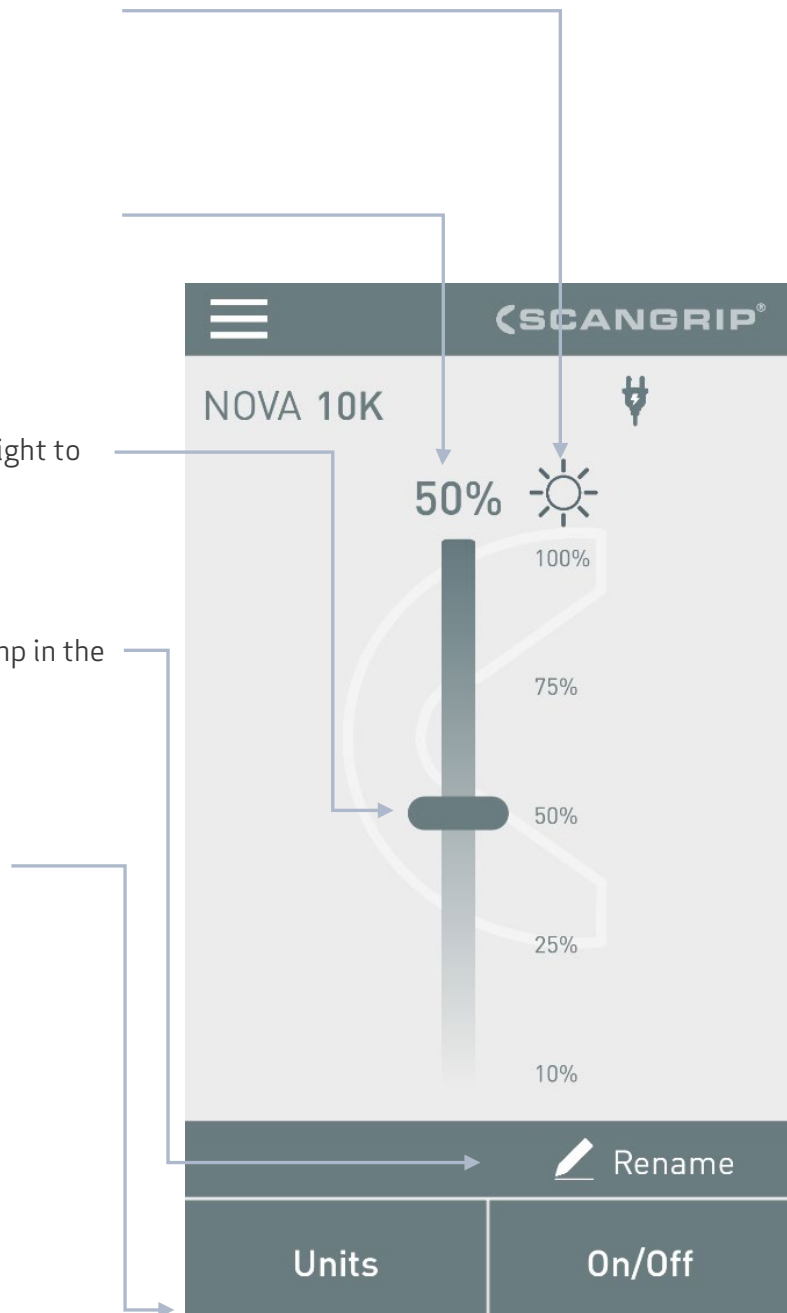 SCANGRIP®
NOVA 10K
ight to
50%
100%
mp in the
75%
50%
25%
10%
Rename
Units
On/Off